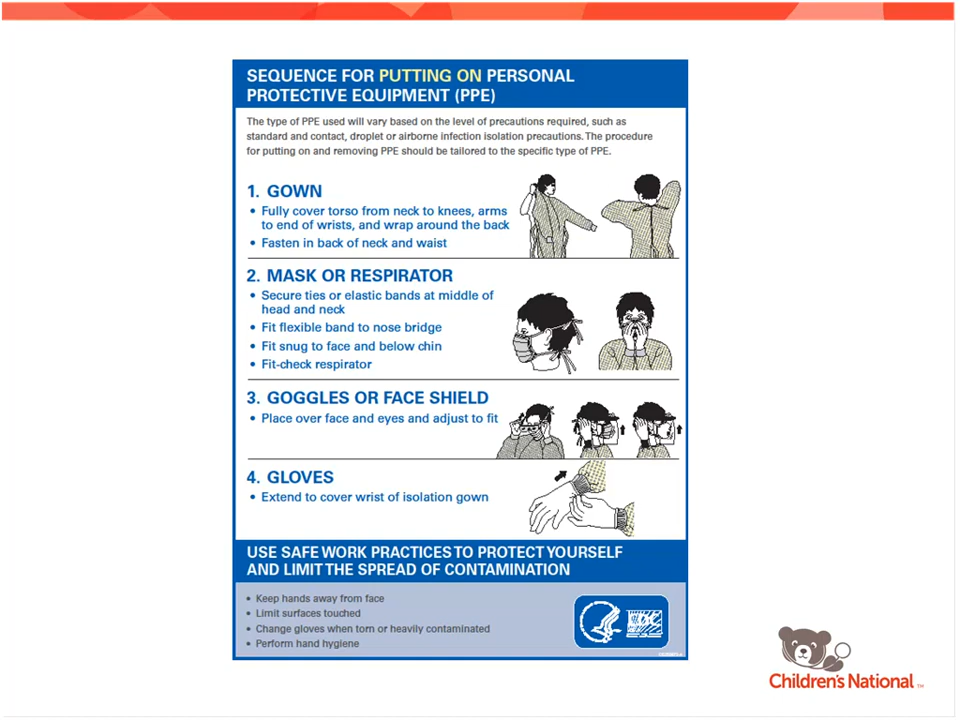 SEQUENCE FOR PUTTING ON PERSONAL
PROTECTIVE EQUIPMENT (PPE)
The type of PPE used will vary based on the level of precautions required, such as
standard and contact, droplet or airborne infection isolation precautions. The procedure
for putting on and removing PPE should be tailored to the specific type of PPE.
1. GOWN
• Fully cover torso from neck to knees, arms
to end of wrists, and wrap around the back
• Fasten in back of neck and waist
2. MASK OR RESPIRATOR
• Secure ties or elastic bands at middle of
head and neck
• Fit flexible band to nose bridge
• Fit snug to face and below chin
• Fit-check respirator
3. GOGGLES OR FACE SHIELD
• Place over face and eyes and adjust to fit
4. GLOVES
• Extend to cover wrist of isolation gown
USE SAFE WORK PRACTICES TO PROTECT YOURSELF
AND LIMIT THE SPREAD OF CONTAMINATION
• Keep hands away from face
• Limit surfaces touched
• Change gloves when torn or heavily contaminated
• Perform hand hygiene
CDC
Children's National ™